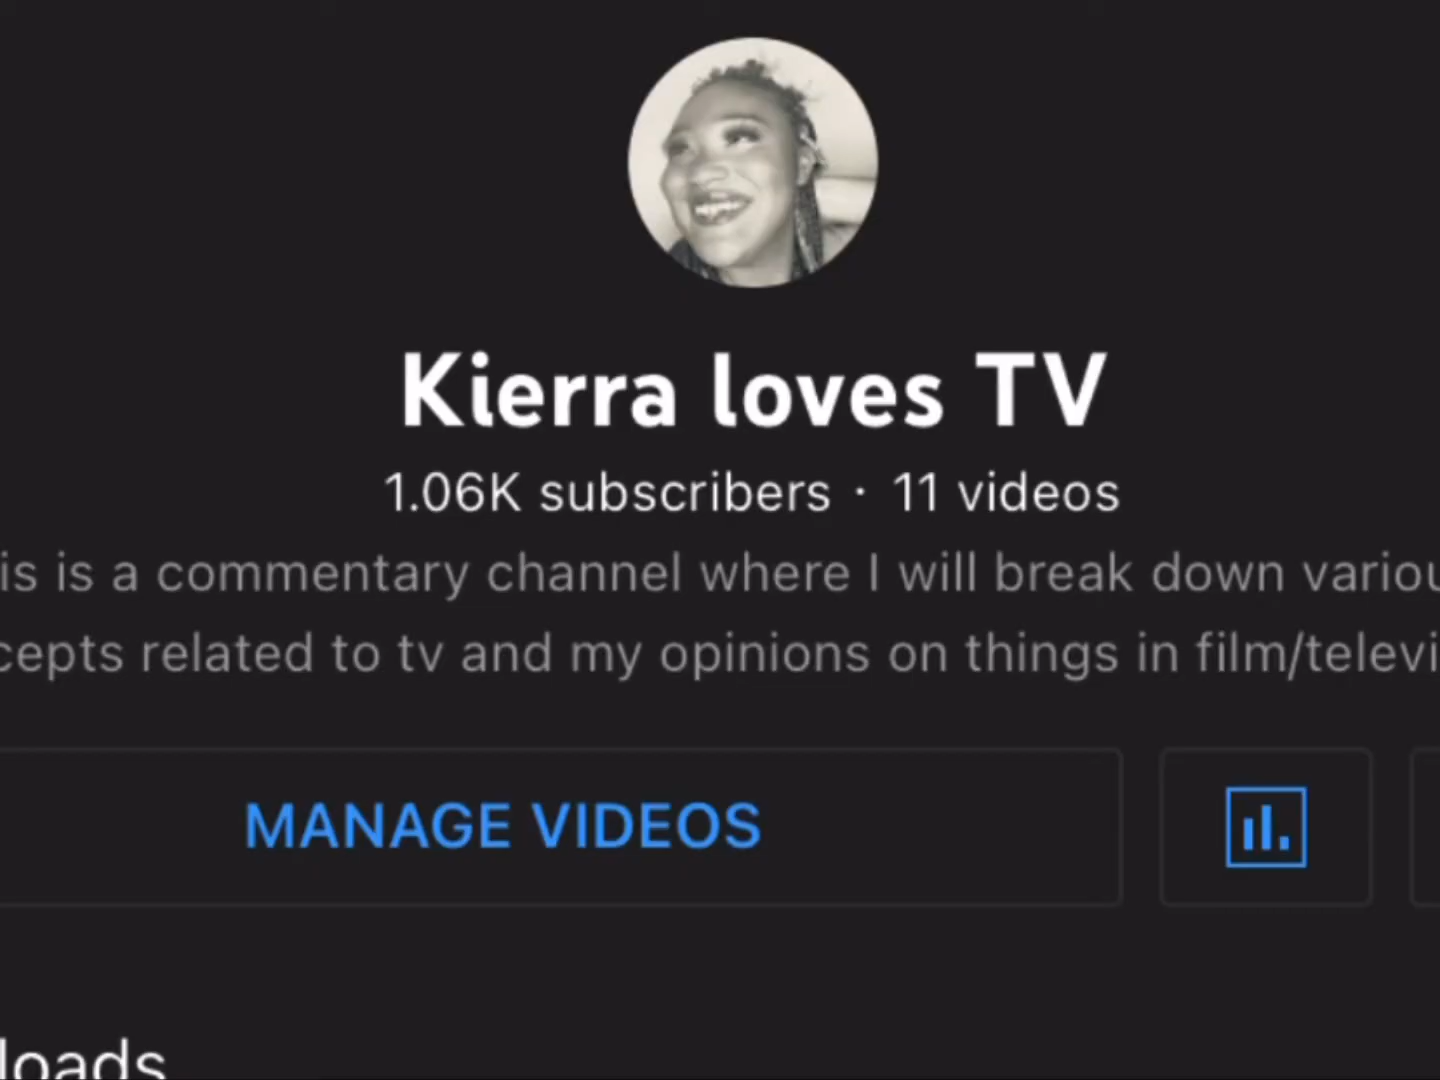 Kierra loves TV
1.06K subscribers · 11 videos
is is a commentary channel where I will break down variou
cepts related to tv and my opinions on things in film/televi
MANAGE VIDEOS
loads